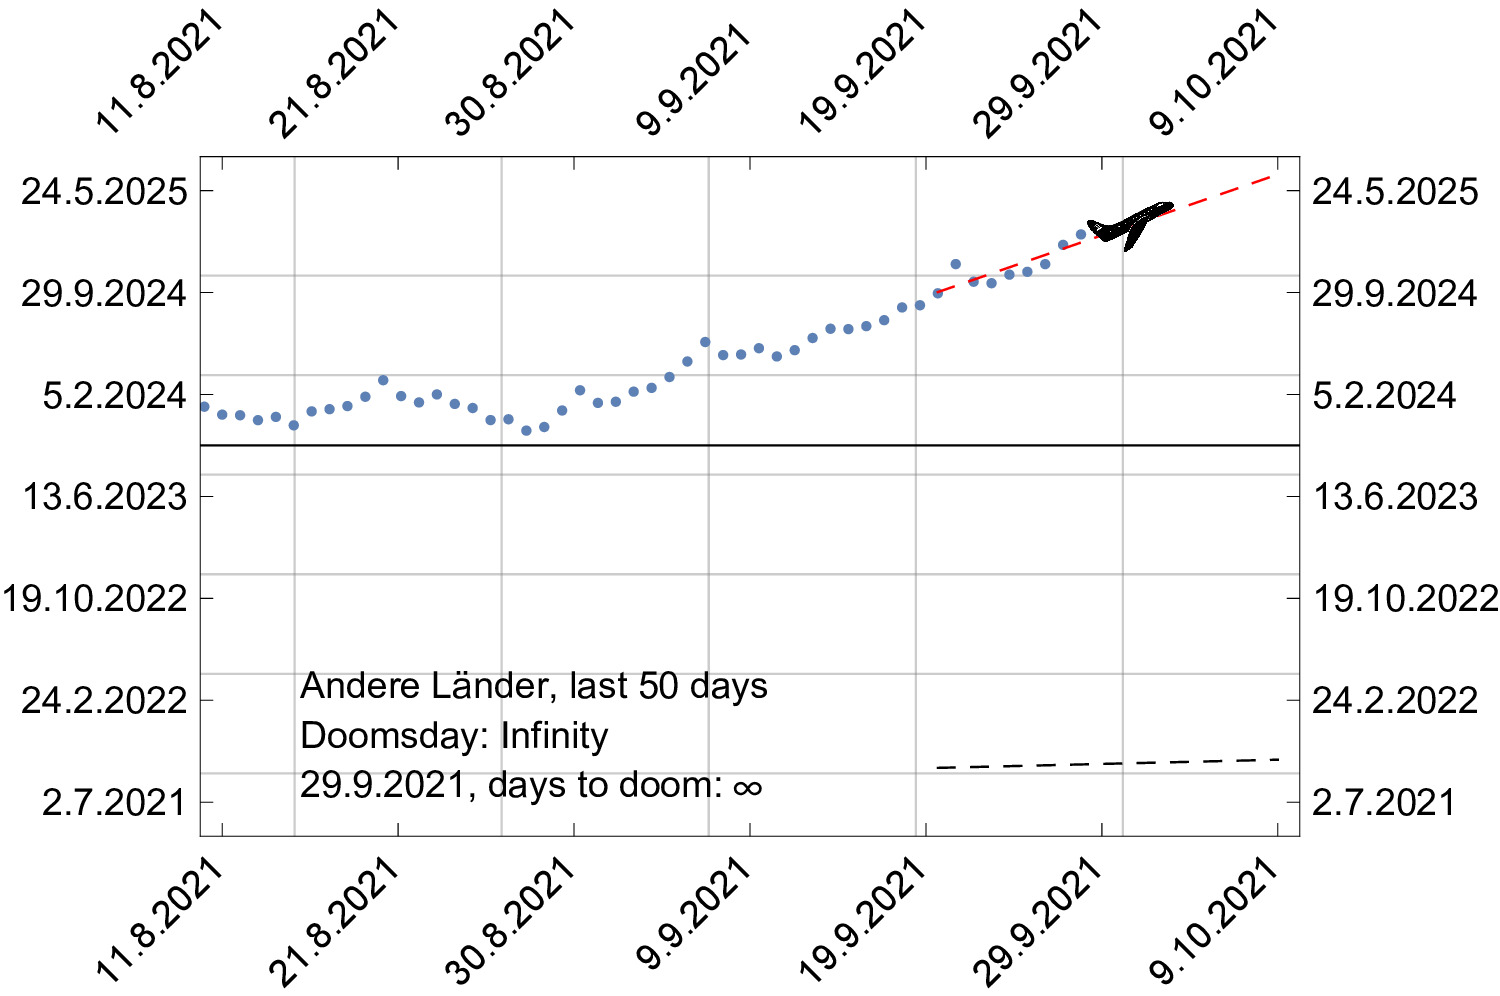 11.8.2021 21.8.2021 30.8.2021 9.9.2021 19.9.2021 29.9.2021 9.10.2021
24.5.2025 24.5.2025
29.9.2024 29.9.2024
5.2.2024 5.2.2024
13.6.2023 13.6.2023
19.10.2022 19.10.2022
24.2.2022 24.2.2022
2.7.2021 2.7.2021
Andere Länder, last 50 days
Doomsday: Infinity
29.9.2021, days to doom: ∞
11.8.2021 21.8.2021 30.8.2021 9.9.2021 19.9.2021 29.9.2021 9.10.2021